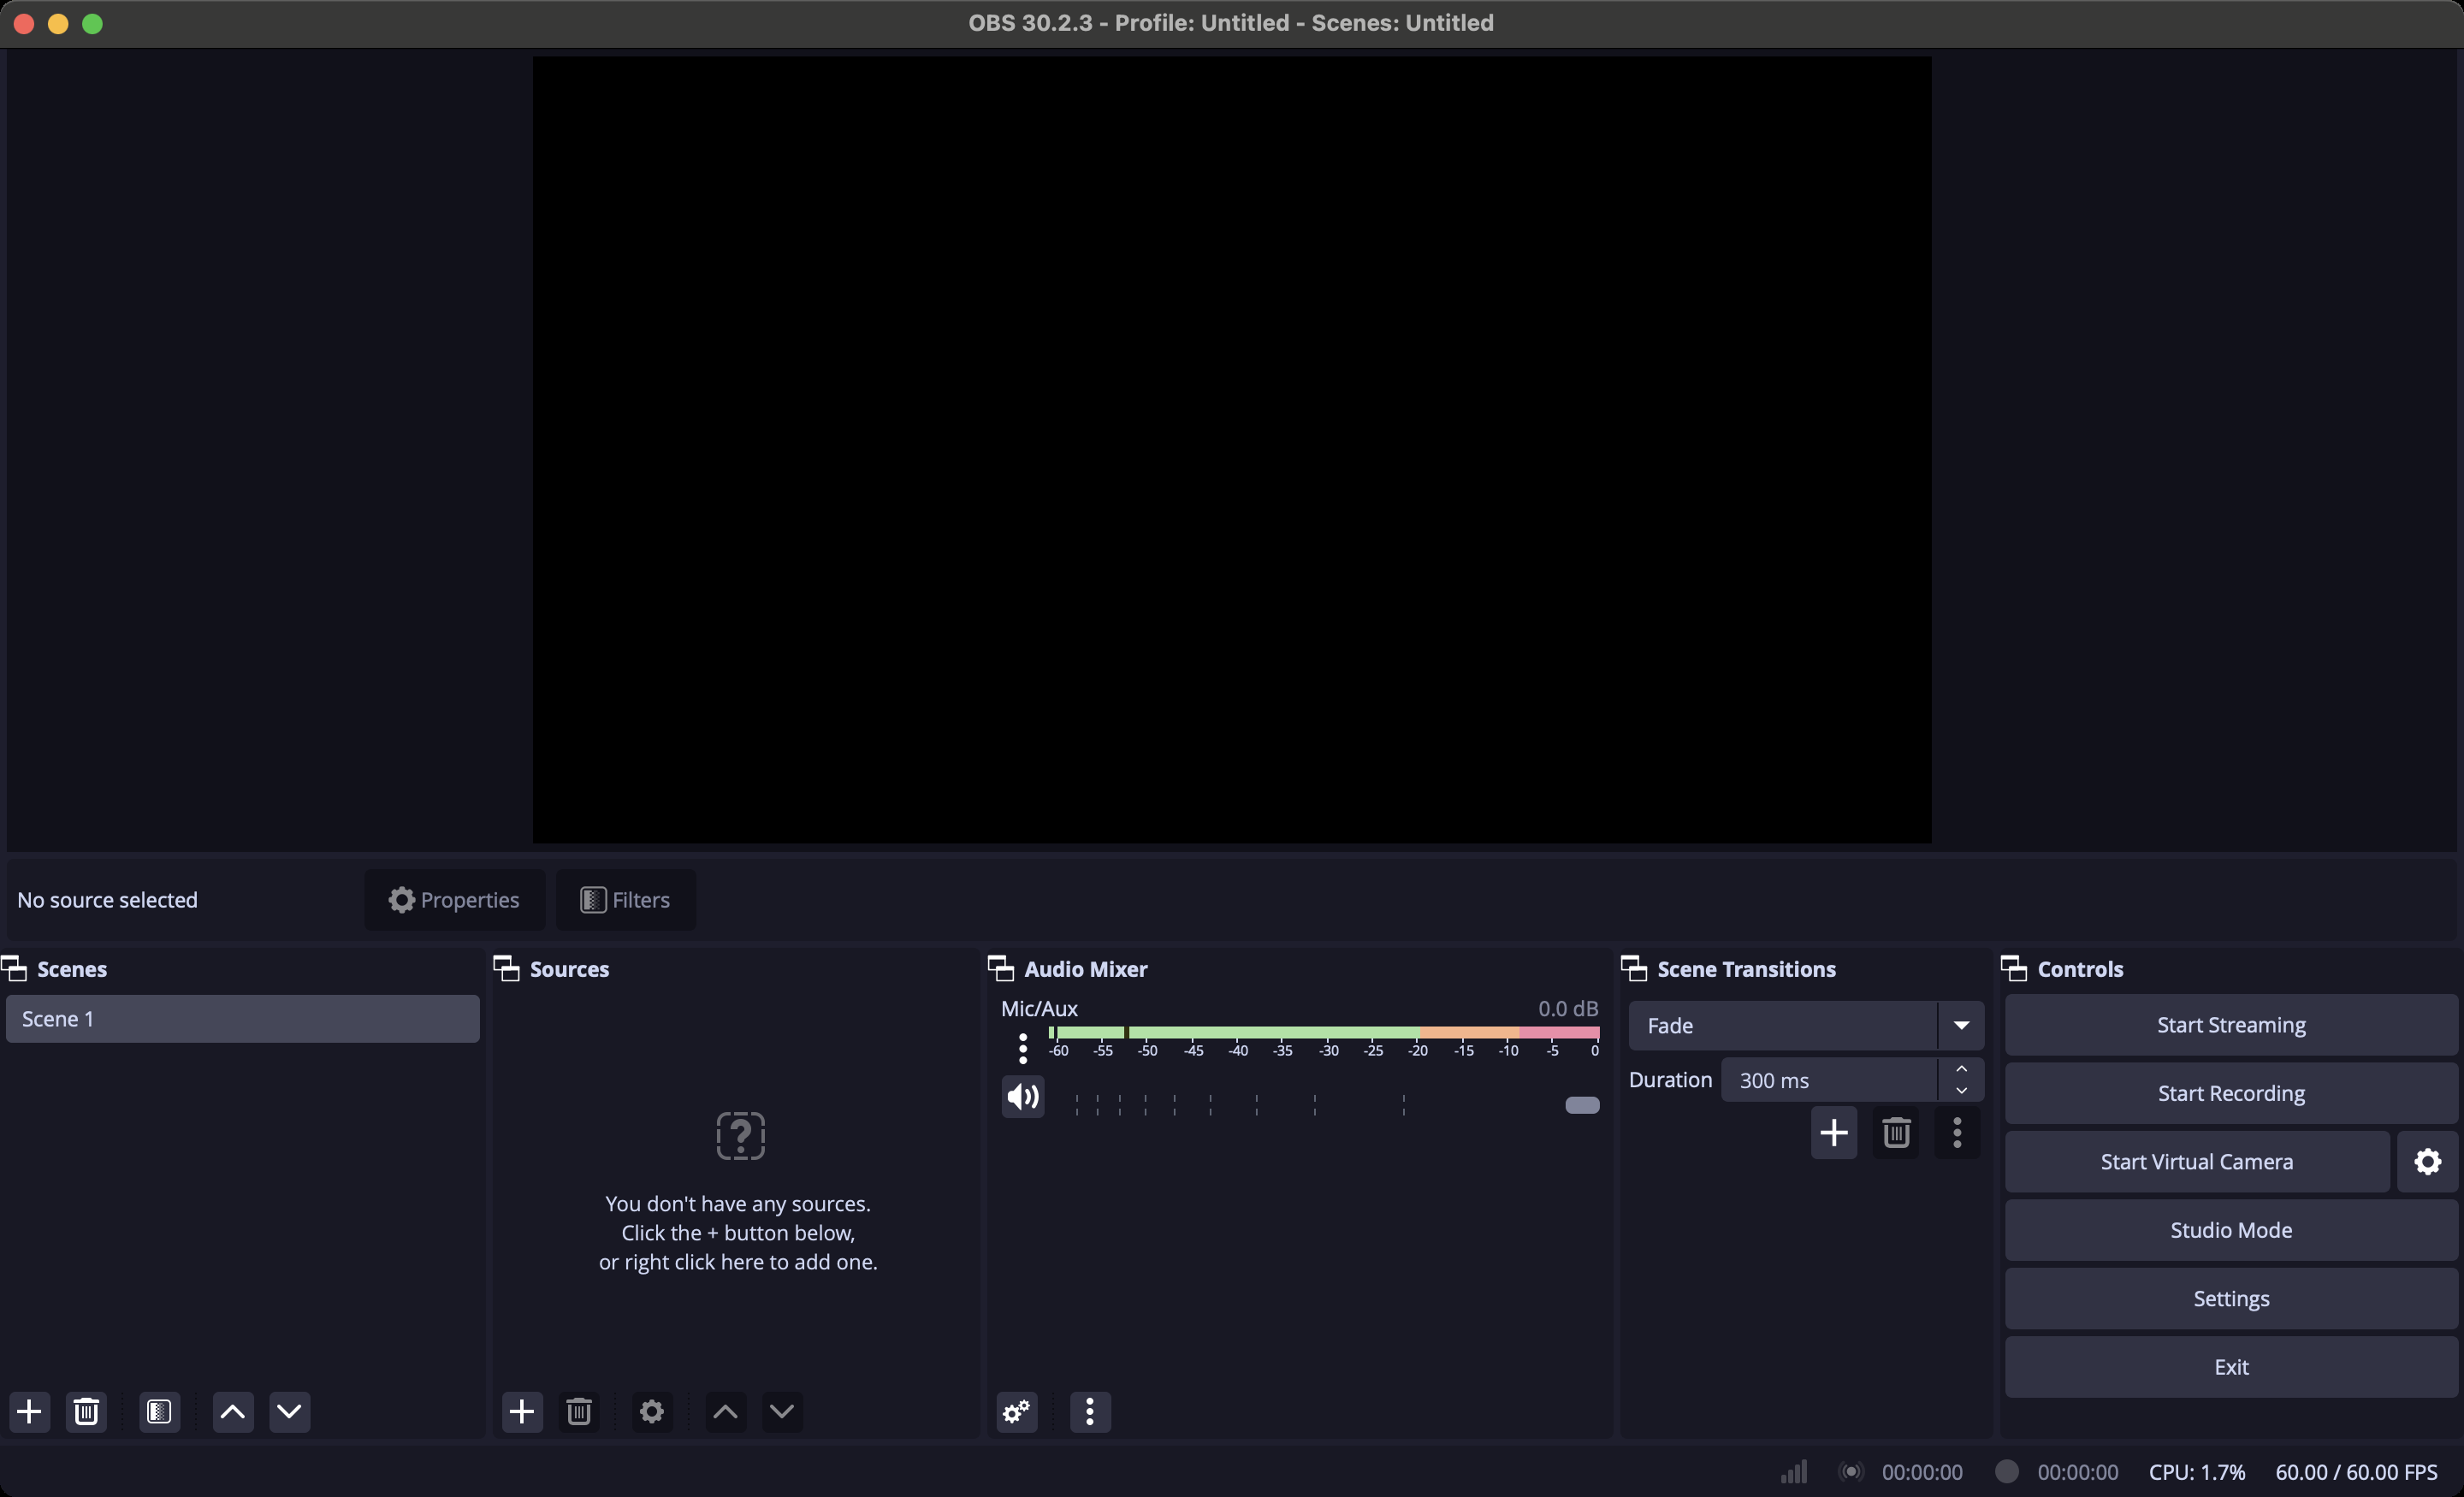 OBS 30.2.3 - Profile: Untitled - Scenes: Untitled
No source selected
Properties
Filters
Scenes
Scene 1
Sources
You don't have any sources.
Click the + button below,
or right click here to add one.
Audio Mixer
Mic/Aux
0.0 dB
-60 -55 -50 -45 -40 -35 -30 -25 -20 -15 -10 -5 0
Scene Transitions
Fade
Duration
300 ms
Controls
Start Streaming
Start Recording
Start Virtual Camera
Studio Mode
Settings
Exit
00:00:00
00:00:00
CPU: 1.7%
60.00 / 60.00 FPS